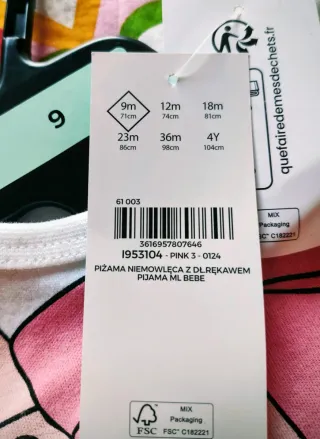 9
quefairedemesdechets.fr
MIX
Packaging
FSC® C182221
9m 12m 18m
71cm 74cm 81cm
23m 36m 4Y
86cm 98cm 104cm
61 003
3616957807646
I953104 - PINK 3 - 0124
PIŻAMA NIEMOWLĘCA Z DŁ.RĘKAWEM
PIJAMA ML BEBE
FSC
MIX
Packaging
FSC® C182221